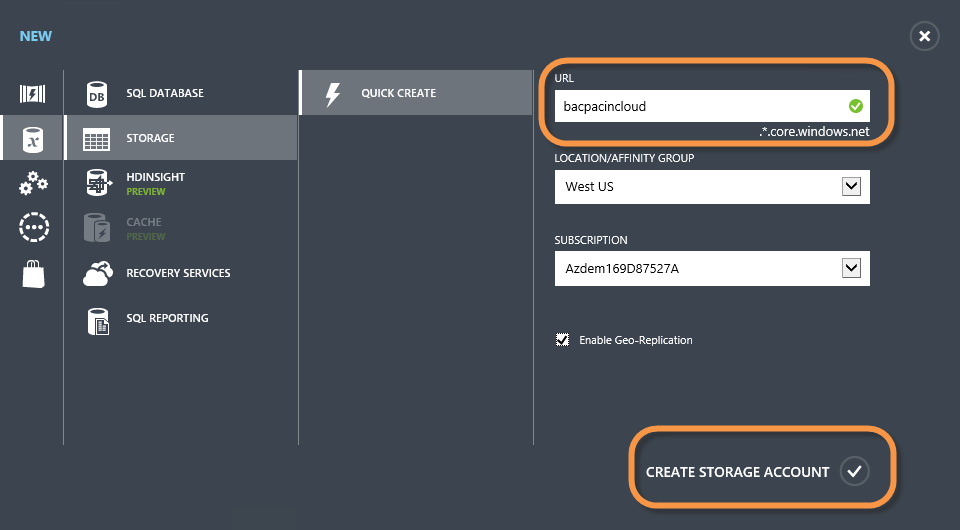 NEW
DB
SQL DATABASE
STORAGE
HDINSIGHT
PREVIEW
CACHE
PREVIEW
RECOVERY SERVICES
SQL REPORTING
QUICK CREATE
URL
bacpacincloud
.*.core.windows.net
LOCATION/AFFINITY GROUP
West US
SUBSCRIPTION
Azdem169D87527A
Enable Geo-Replication
CREATE STORAGE ACCOUNT